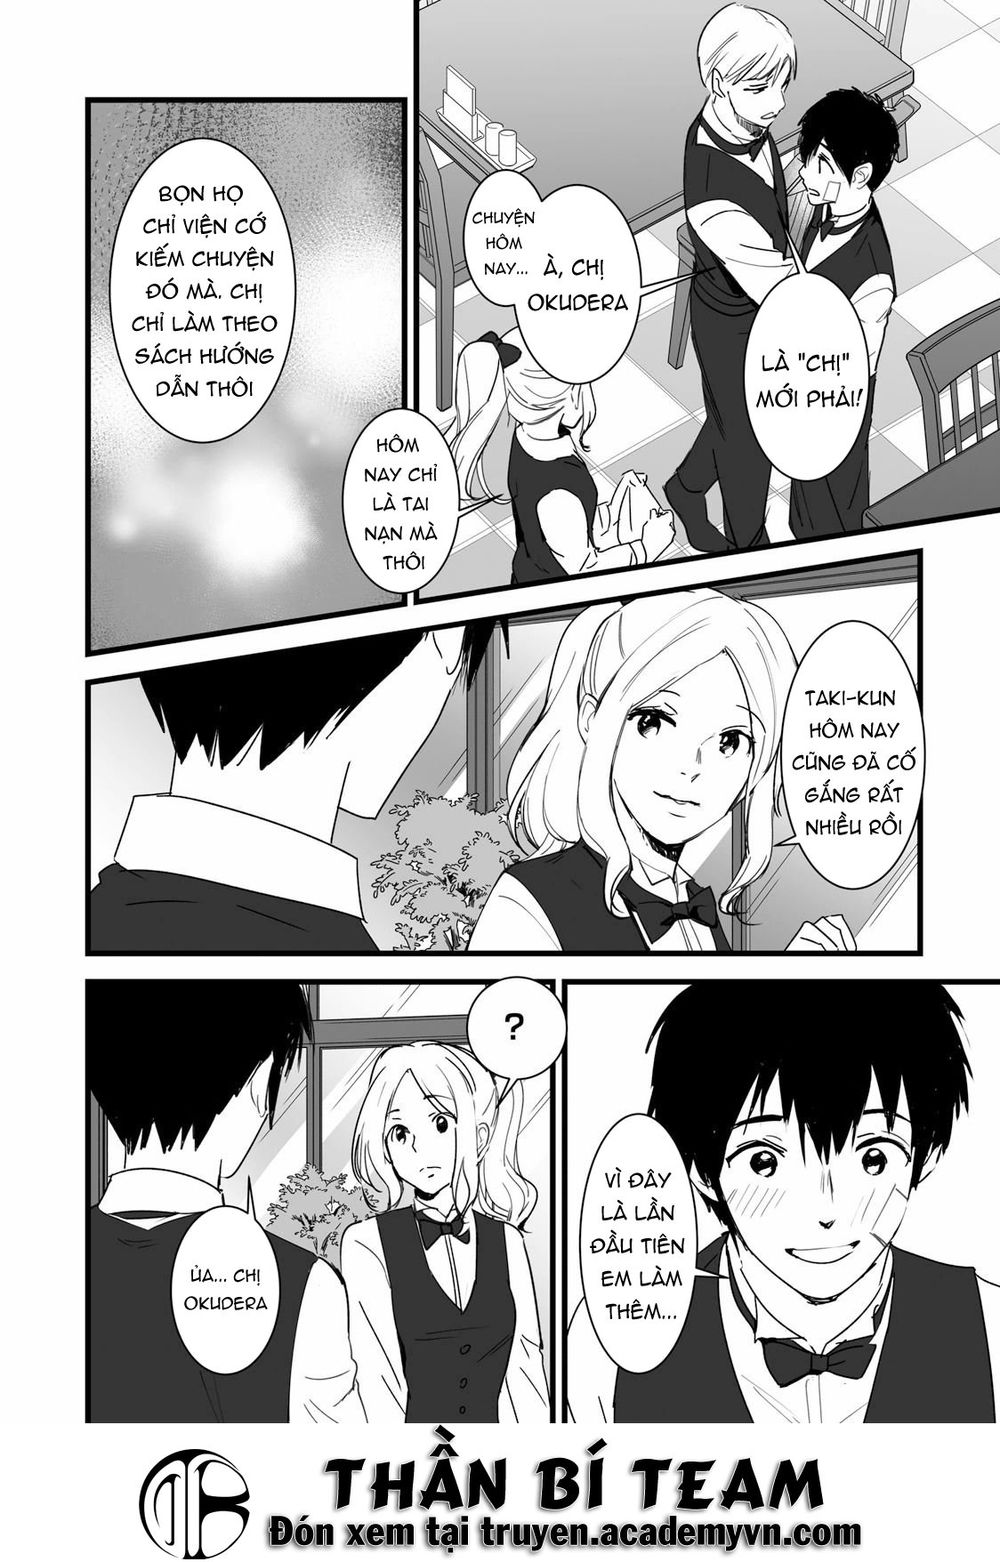 LÀ "CHỊ"
MỚI PHẢI!
CHUYỆN
HÔM
NAY...
À, CHỊ
OKUDERA
HÔM
NAY CHỈ
LÀ TAI
NẠN MÀ
THÔI
BỌN HỌ
CHỈ VIỆN CỚ
KIẾM CHUYỆN
ĐÓ MÀ. CHỊ
CHỈ LÀM THEO
SÁCH HƯỚNG
DẪN THÔI
TAKI-KUN
HÔM NAY
CŨNG ĐÃ CỐ
GẮNG RẤT
NHIỀU RỒI
VÌ ĐÂY
LÀ LẦN
ĐẦU TIÊN
EM LÀM
THÊM...
?
ỦA... CHỊ
OKUDERA
THẦN BÍ TEAM
Đón xem tại truyen.academyvn.com